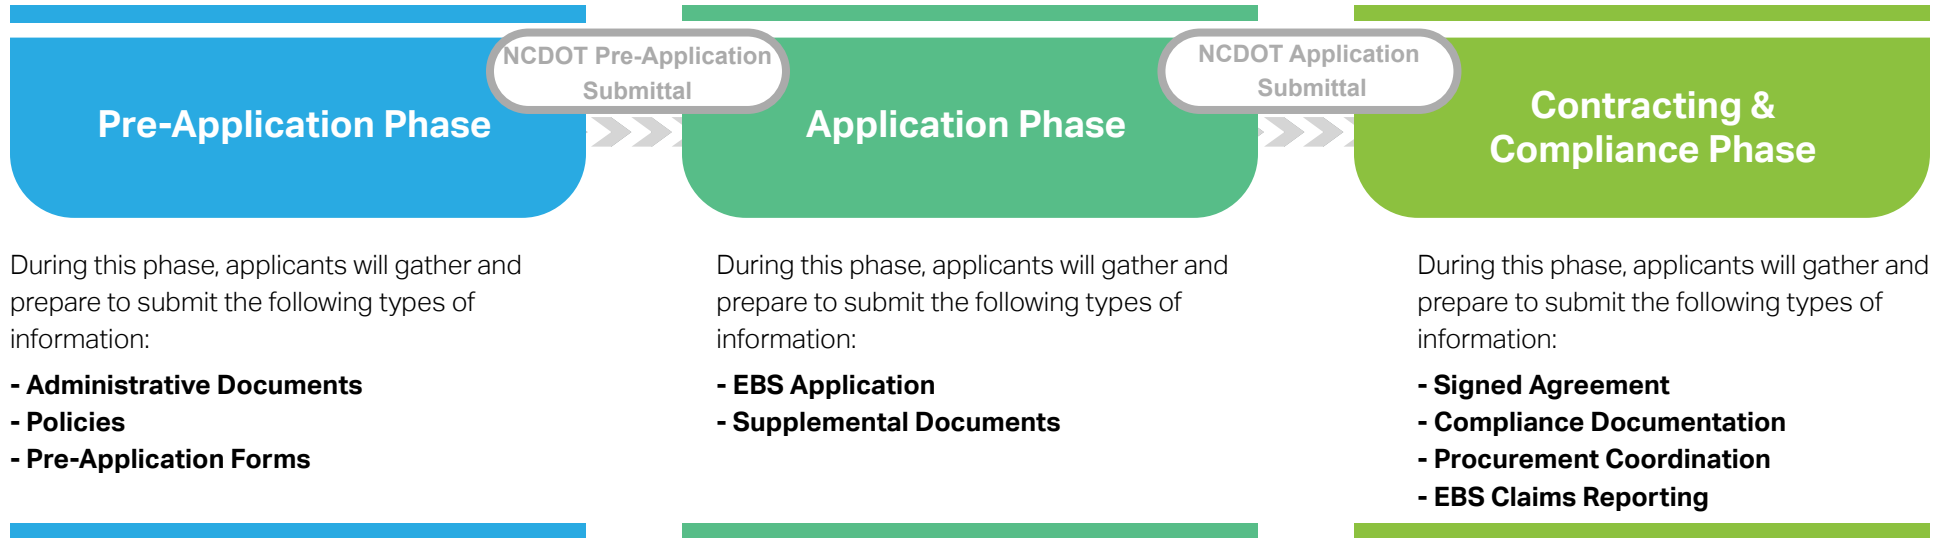 NCDOT Pre-Application
Submittal
NCDOT Application
Submittal
Pre-Application Phase
Application Phase
Contracting &
Compliance Phase
During this phase, applicants will gather and
prepare to submit the following types of
information:
- Administrative Documents
- Policies
- Pre-Application Forms
During this phase, applicants will gather and
prepare to submit the following types of
information:
- EBS Application
- Supplemental Documents
During this phase, applicants will gather and
prepare to submit the following types of
information:
- Signed Agreement
- Compliance Documentation
- Procurement Coordination
- EBS Claims Reporting